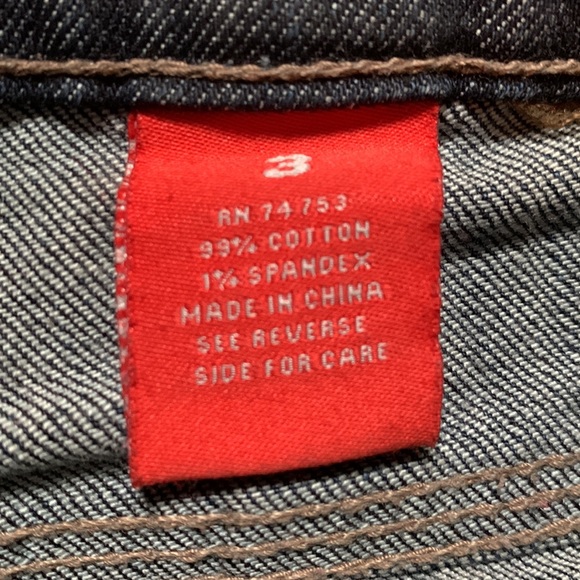 3
RN 74753
99% COTTON
1% SPANDEX
MADE IN CHINA
SEE REVERSE
SIDE FOR CARE